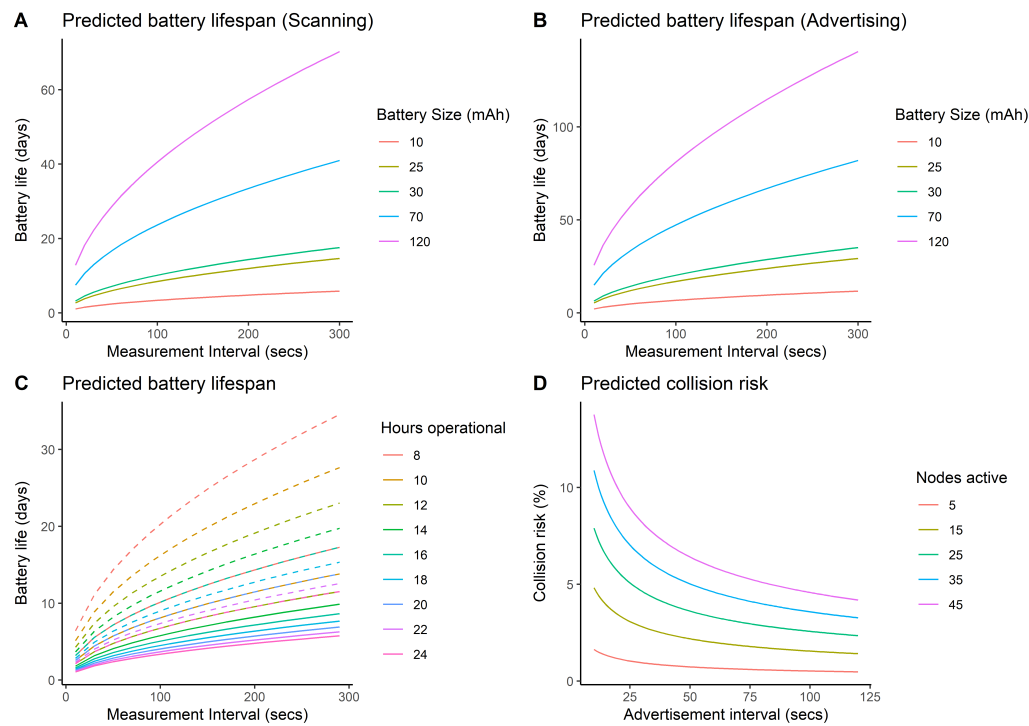 A Predicted battery lifespan (Scanning)
Battery life (days)
60
40
20
0
0 100 200 300
Measurement Interval (secs)
Battery Size (mAh)
10
25
30
70
120
B Predicted battery lifespan (Advertising)
Battery life (days)
100
50
0
0 100 200 300
Measurement Interval (secs)
Battery Size (mAh)
10
25
30
70
120
C Predicted battery lifespan
Battery life (days)
30
20
10
0
0 100 200 300
Measurement Interval (secs)
Hours operational
8
10
12
14
16
18
20
22
24
D Predicted collision risk
Collision risk (%)
10
5
0
25 50 75 100 125
Advertisement interval (secs)
Nodes active
5
15
25
35
45